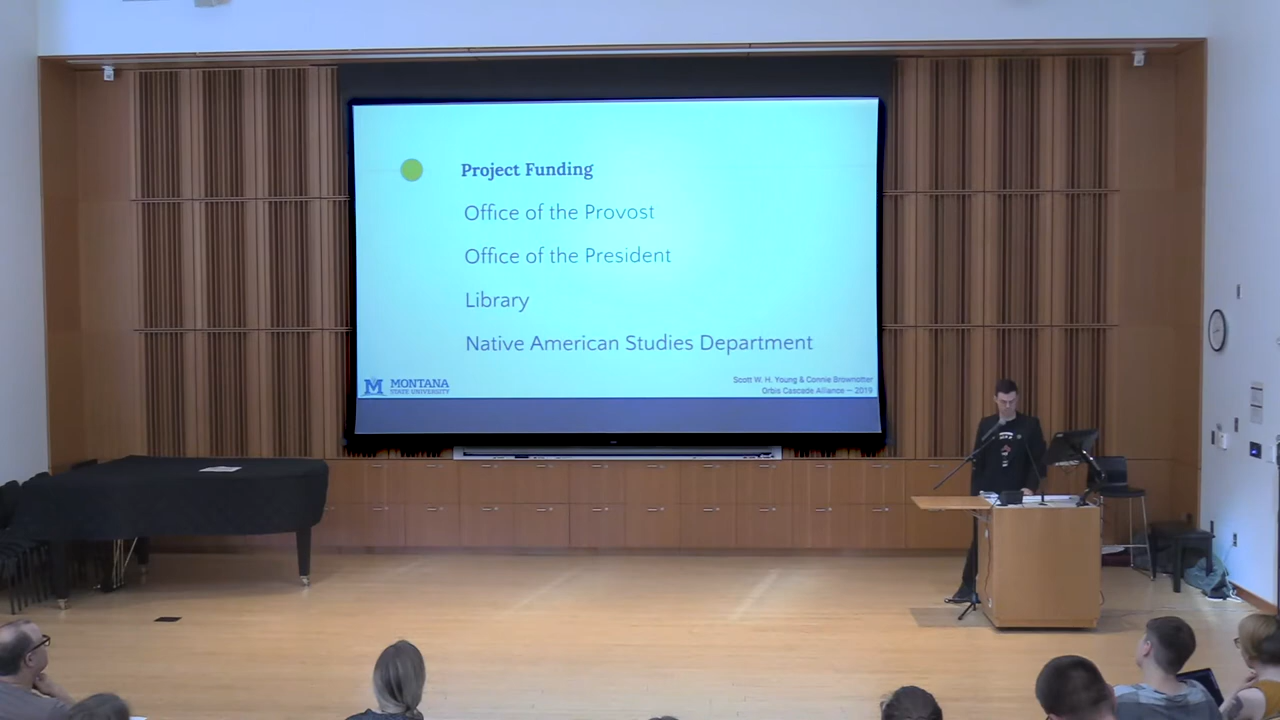 Project Funding
Office of the Provost
Office of the President
Library
Native American Studies Department
MONTANA
STATE UNIVERSITY
Scott W. H. Young & Connie Brownotter
Orbis Cascade Alliance — 2019